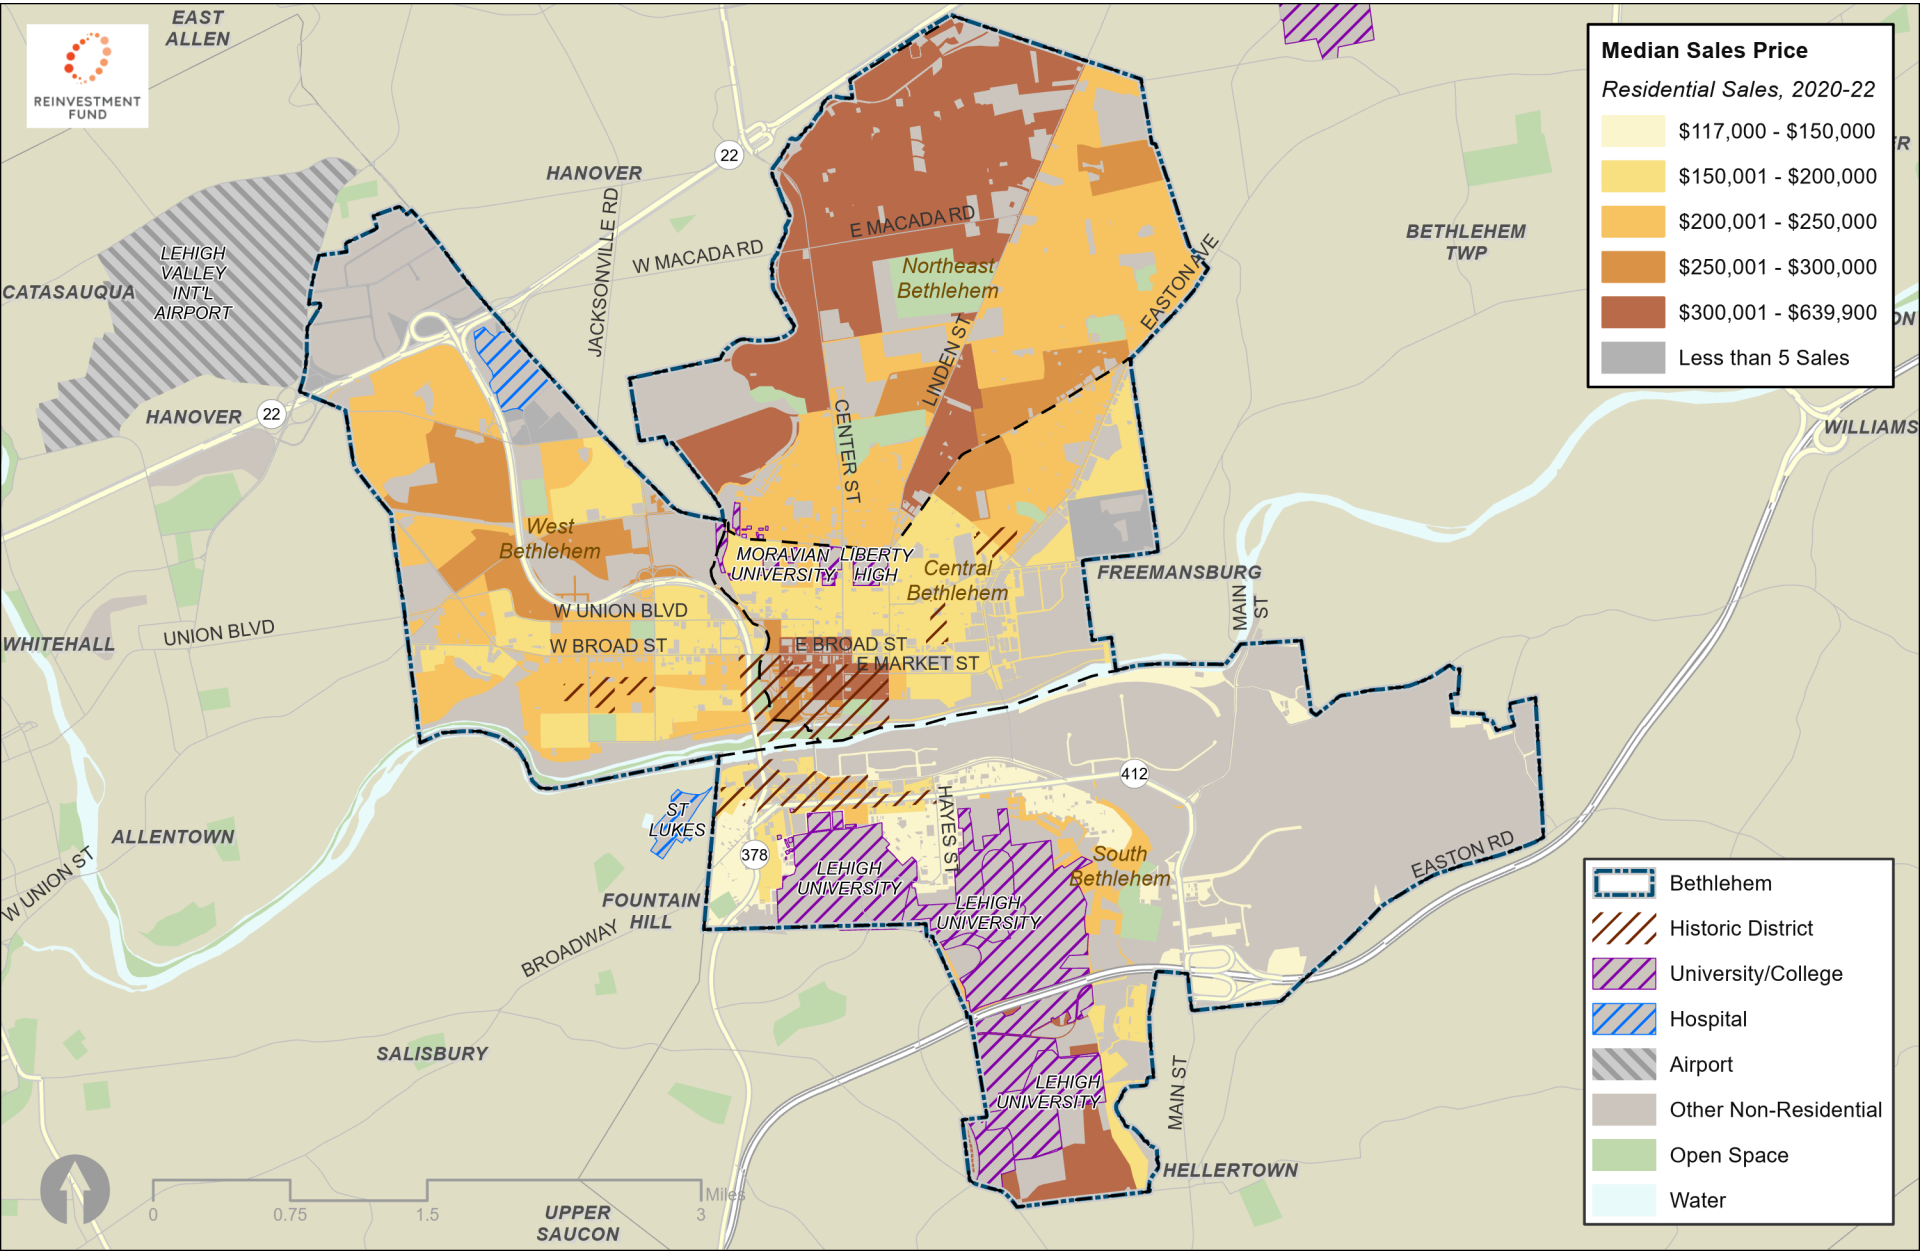 EAST
ALLEN
REINVESTMENT
FUND
Median Sales Price
Residential Sales, 2020-22
$117,000 - $150,000
$150,001 - $200,000
$200,001 - $250,000
$250,001 - $300,000
$300,001 - $639,900
Less than 5 Sales
22
HANOVER
JACKSONVILLE RD
E MACADA RD
W MACADA RD
BETHLEHEM
TWP
LEHIGH
VALLEY
INT'L
AIRPORT
CATASAUQUA
Northeast
Bethlehem
EASTON AVE
LINDEN ST
HANOVER
22
CENTER ST
WILLIAMS
West
Bethlehem
MORAVIAN
UNIVERSITY
LIBERTY
HIGH
Central
Bethlehem
FREEMANSBURG
MAIN
ST
W UNION BLVD
UNION BLVD
WHITEHALL
W BROAD ST
E BROAD ST
E MARKET ST
412
HAYES ST
ST
LUKES
ALLENTOWN
378
W UNION ST
LEHIGH
UNIVERSITY
South
Bethlehem
EASTON RD
FOUNTAIN
HILL
LEHIGH
UNIVERSITY
BROADWAY
SALISBURY
LEHIGH
UNIVERSITY
MAIN ST
HELLERTOWN
UPPER
SAUCON
Miles
0
0.75
1.5
3
Bethlehem
Historic District
University/College
Hospital
Airport
Other Non-Residential
Open Space
Water